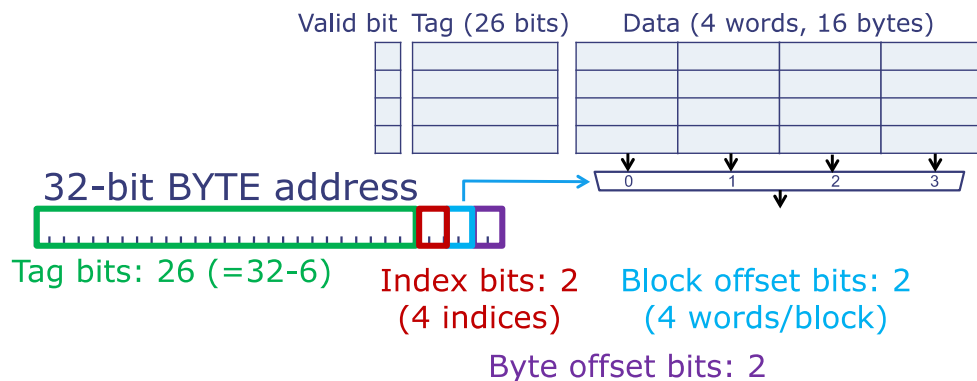 Valid bit Tag (26 bits) Data (4 words, 16 bytes)
0 1 2 3
32-bit BYTE address
Tag bits: 26 (=32-6)
Index bits: 2
(4 indices)
Block offset bits: 2
(4 words/block)
Byte offset bits: 2